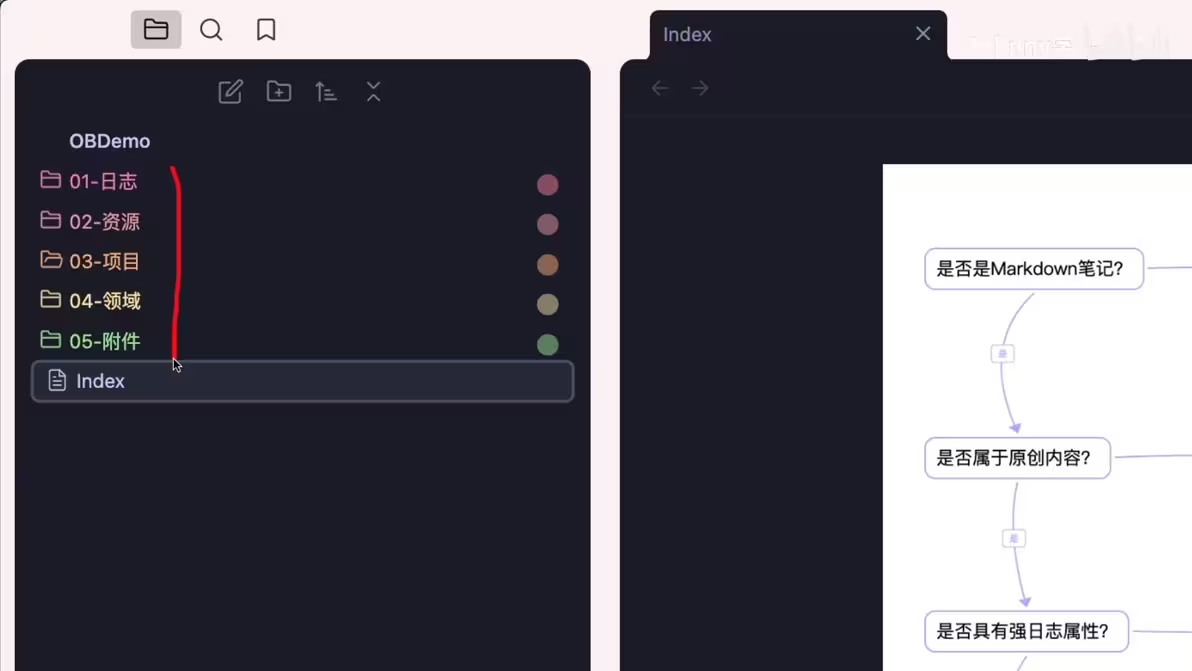 Index
OBDemo
01-日志
02-资源
03-项目
04-领域
05-附件
Index
是否是Markdown笔记?
是
是否属于原创内容?
是
是否具有强日志属性?